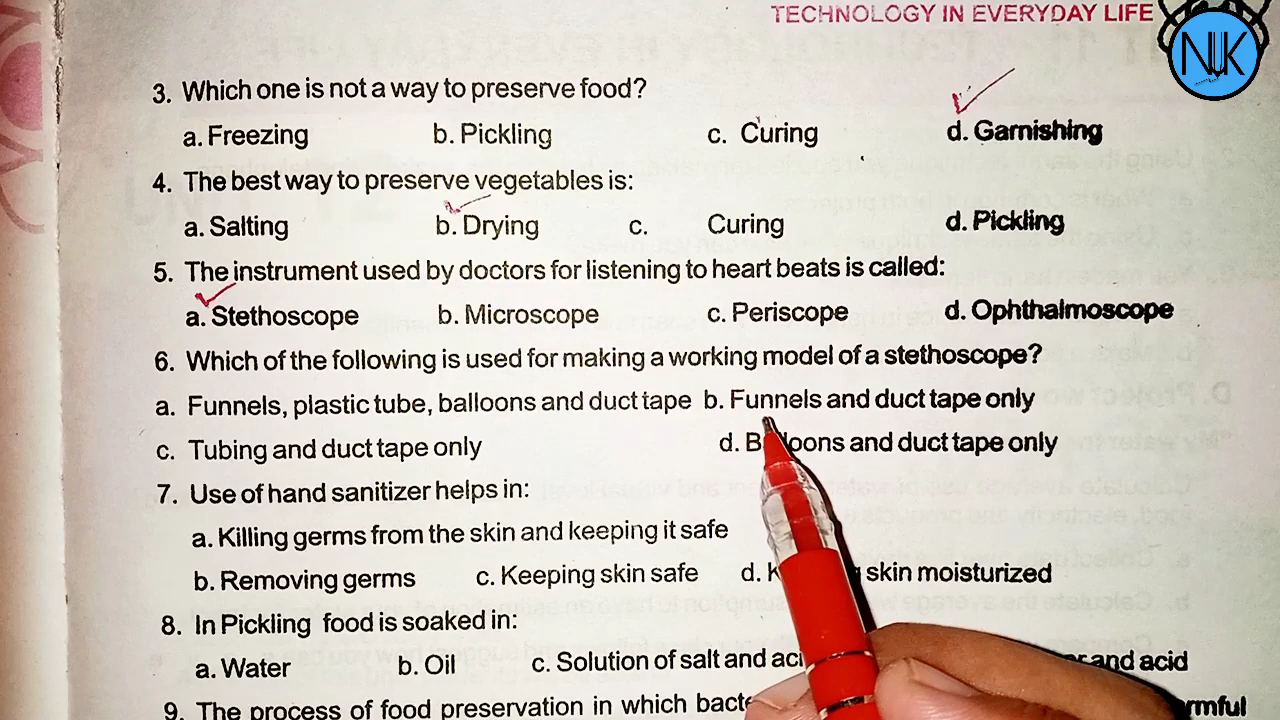 TECHNOLOGY IN EVERYDAY LIFE
NJK
3. Which one is not a way to preserve food?
a. Freezing b. Pickling c. Curing d. Garnishing
4. The best way to preserve vegetables is:
a. Salting b. Drying c. Curing d. Pickling
5. The instrument used by doctors for listening to heart beats is called:
a. Stethoscope b. Microscope c. Periscope d. Ophthalmoscope
6. Which of the following is used for making a working model of a stethoscope?
a. Funnels, plastic tube, balloons and duct tape b. Funnels and duct tape only
c. Tubing and duct tape only d. Balloons and duct tape only
7. Use of hand sanitizer helps in:
a. Killing germs from the skin and keeping it safe
b. Removing germs c. Keeping skin safe d. skin moisturized
8. In Pickling food is soaked in:
a. Water b. Oil c. Solution of salt and and acid
9. The process of food preservation in which